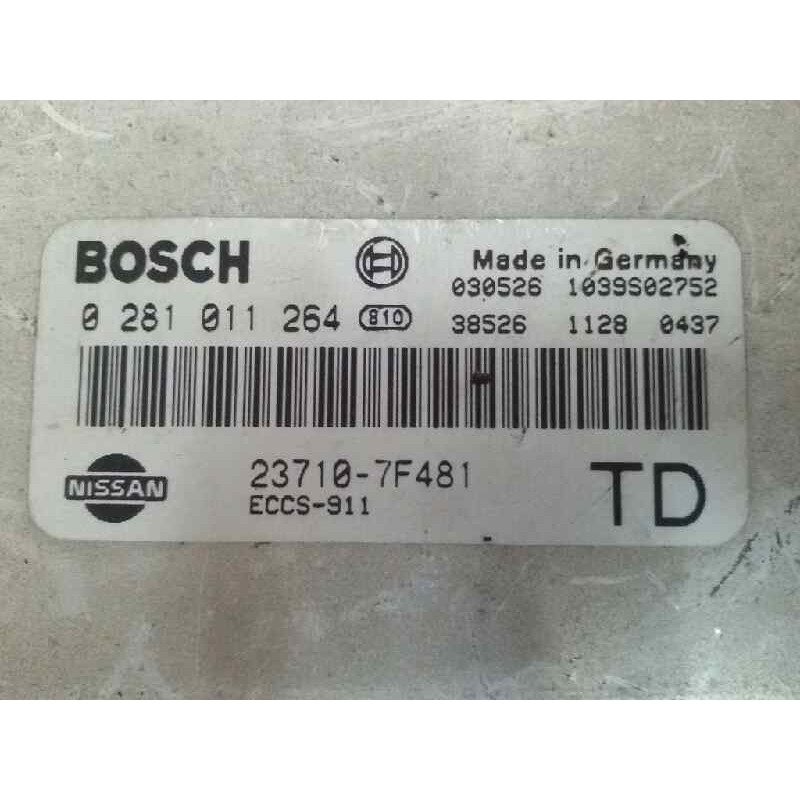 BOSCH Made in Germany
030526 1039S02752
0 281 011 264 810 38526 1128 0437
NISSAN 23710-7F481 TD
ECCS-911